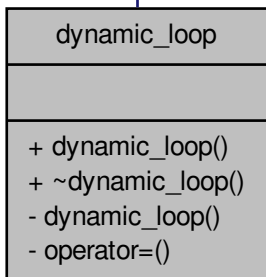 dynamic_loop
+ dynamic_loop()
+ ~dynamic_loop()
- dynamic_loop()
- operator=()